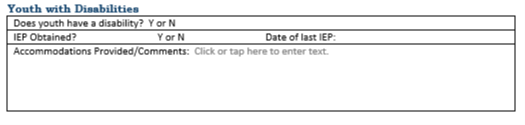 Youth with Disabilities
Does youth have a disability? Y or N
IEP Obtained? Y or N Date of last IEP:
Accommodations Provided/Comments: Click or tap here to enter text.